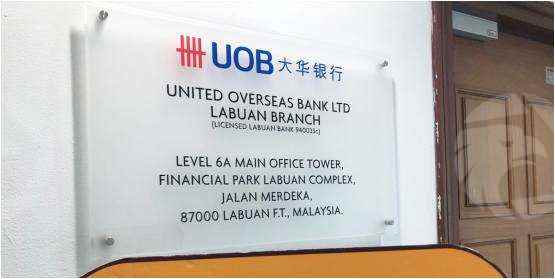 UOB 大华银行
UNITED OVERSEAS BANK LTD
LABUAN BRANCH
(LICENSED LABUAN BANK 940035c)
LEVEL 6A MAIN OFFICE TOWER,
FINANCIAL PARK LABUAN COMPLEX,
JALAN MERDEKA,
87000 LABUAN F.T., MALAYSIA.